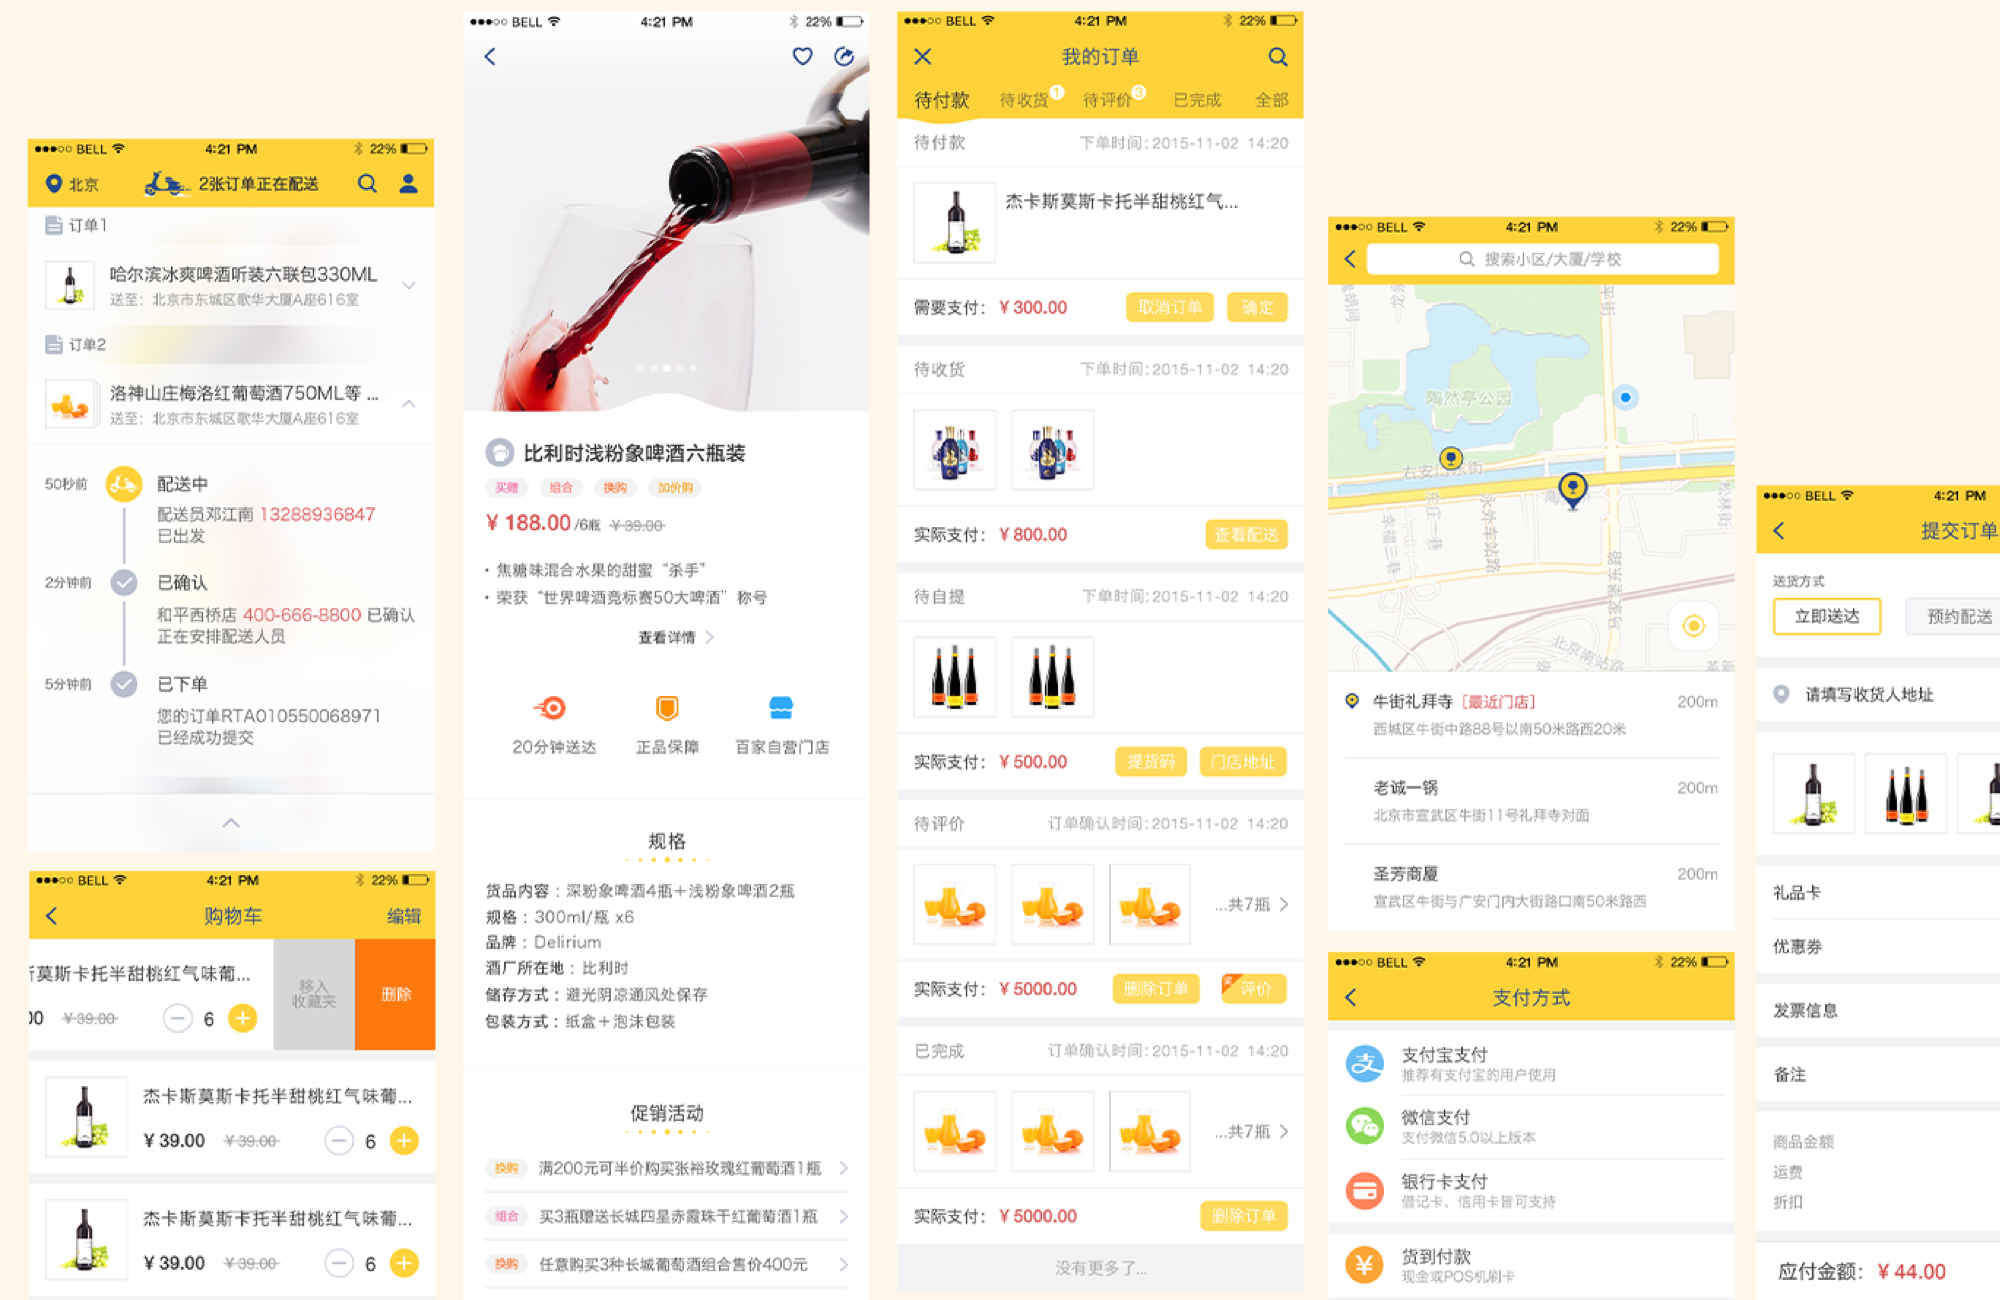 BELL 4:21 PM 22%
北京 2张订单正在配送
订单1
哈尔滨冰爽啤酒听装六联包330ML
送至：北京市东城区歌华大厦A座616室
订单2
洛神山庄梅洛红葡萄酒750ML等 ...
送至：北京市东城区歌华大厦A座616室
50秒前 配送中
配送员邓江南 13288936847
已出发
2分钟前 已确认
和平西桥店 400-666-8800 已确认
正在安排配送人员
5分钟前 已下单
您的订单RTA010550068971
已经成功提交
BELL 4:21 PM 22%
购物车 编辑
莫斯卡托半甜桃红气味葡...
¥39.00 6
移入
收藏夹
删除
杰卡斯莫斯卡托半甜桃红气味葡...
¥ 39.00 ¥39.00 6
杰卡斯莫斯卡托半甜桃红气味葡...
¥ 39.00 ¥39.00 6
BELL 4:21 PM 22%
比利时浅粉象啤酒六瓶装
买赠 组合 换购 加价购
¥ 188.00 /6瓶 ¥39.00
· 焦糖味混合水果的甜蜜“杀手”
· 荣获“世界啤酒竞标赛50大啤酒”称号
查看详情
20分钟送达 正品保障 百家自营门店
规格
货品内容：深粉象啤酒4瓶＋浅粉象啤酒2瓶
规格：300ml/瓶 x6
品牌：Delirium
酒厂所在地：比利时
储存方式：避光阴凉通风处保存
包装方式：纸盒＋泡沫包装
促销活动
换购 满200元可半价购买张裕玫瑰红葡萄酒1瓶
组合 买3瓶赠送长城四星赤霞珠干红葡萄酒1瓶
换购 任意购买3种长城葡萄酒组合售价400元
BELL 4:21 PM 22%
我的订单
待付款 待收货 1 待评价 3 已完成 全部
待付款 下单时间:2015-11-02 14:20
杰卡斯莫斯卡托半甜桃红气...
需要支付： ¥ 300.00 取消订单 确定
待收货 下单时间:2015-11-02 14:20
实际支付： ¥ 800.00 查看配送
待自提 下单时间:2015-11-02 14:20
实际支付： ¥ 500.00 提货码 门店地址
待评价 订单确认时间:2015-11-02 14:20
...共7瓶
实际支付： ¥ 5000.00 删除订单 评价
已完成 订单确认时间:2015-11-02 14:20
...共7瓶
实际支付： ¥ 5000.00 删除订单
没有更多了...
BELL 4:21 PM 22%
搜索小区/大厦/学校
陶然亭公园
永外车站路
马家堡东路
北京南站路
牛街礼拜寺 [最近门店] 200m
西城区牛街中路88号以南50米路西20米
老诚一锅 200m
北京市宣武区牛街11号礼拜寺对面
圣芳商厦 200m
宣武区牛街与广安门内大街路口南50米路西
BELL 4:21 PM 22%
支付方式
支付宝支付
推荐有支付宝的用户使用
微信支付
支付微信5.0以上版本
银行卡支付
借记卡、信用卡皆可支持
货到付款
现金或POS机刷卡
BELL 4:21 PM
提交订单
送货方式
立即送达 预约配送
请填写收货人地址
礼品卡
优惠券
发票信息
备注
商品金额
运费
折扣
应付金额： ¥ 44.00